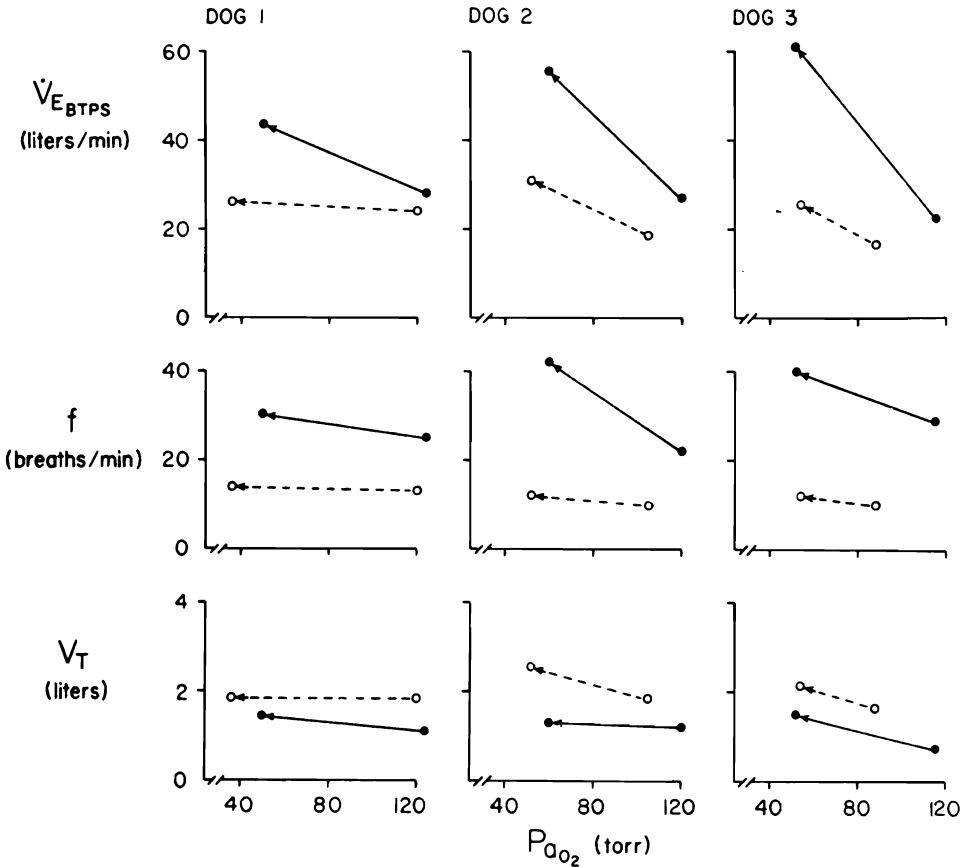 DOG 1 DOG 2 DOG 3
V̇E BTPS
(liters/min)
60
40
20
0
f
(breaths/min)
40
20
0
VT
(liters)
4
2
0
40 80 120 40 80 120 40 80 120
PaO2 (torr)